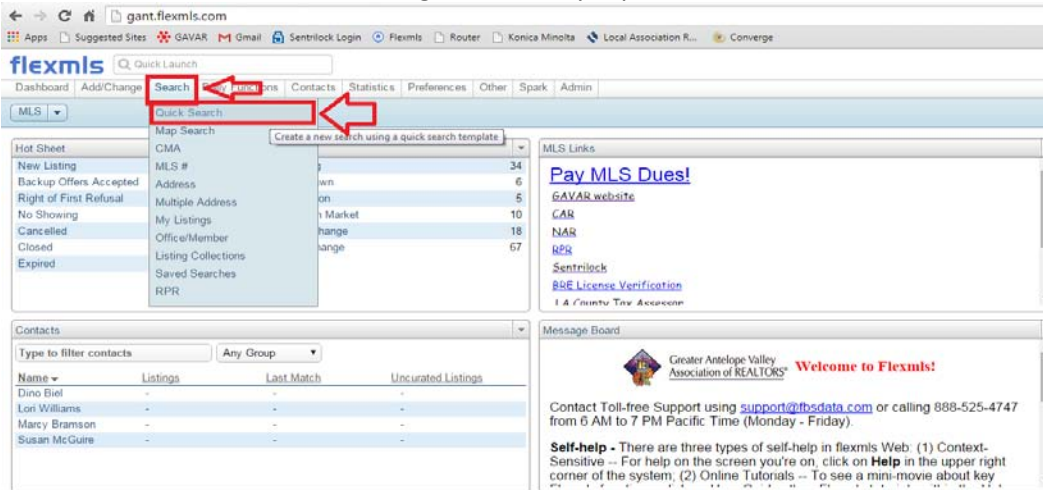 gant.flexmls.com
Apps Suggested Sites GAVAR Gmail Sentrilock Login Flexmls Router Konica Minolta Local Association R... Converge
flexmls Quick Launch
Dashboard Add/Change Search Functions Contacts Statistics Preferences Other Spark Admin
MLS
Quick Search
Map Search
Create a new search using a quick search template
CMA
MLS #
Address
Multiple Address
My Listings
Office/Member
Listing Collections
Saved Searches
RPR
Hot Sheet
New Listing 34
Backup Offers Accepted wn 6
Right of First Refusal on 5
No Showing Market 10
Cancelled hange 18
Closed ange 67
Expired
MLS Links
Pay MLS Dues!
GAVAR website
CAR
NAR
RPR
Sentrilock
BRE License Verification
LA County Tax Assessor
Contacts
Type to filter contacts Any Group
Name Listings Last Match Uncurated Listings
Dino Biel - - -
Lori Williams - - -
Marcy Bramson - - -
Susan McGuire - - -
Message Board
Greater Antelope Valley
Association of REALTORS® Welcome to Flexmls!
Contact Toll-free Support using support@fbsdata.com or calling 888-525-4747
from 6 AM to 7 PM Pacific Time (Monday - Friday).
Self-help - There are three types of self-help in flexmls Web: (1) Context-
Sensitive -- For help on the screen you're on, click on Help in the upper right
corner of the system; (2) Online Tutorials -- To see a mini-movie about key